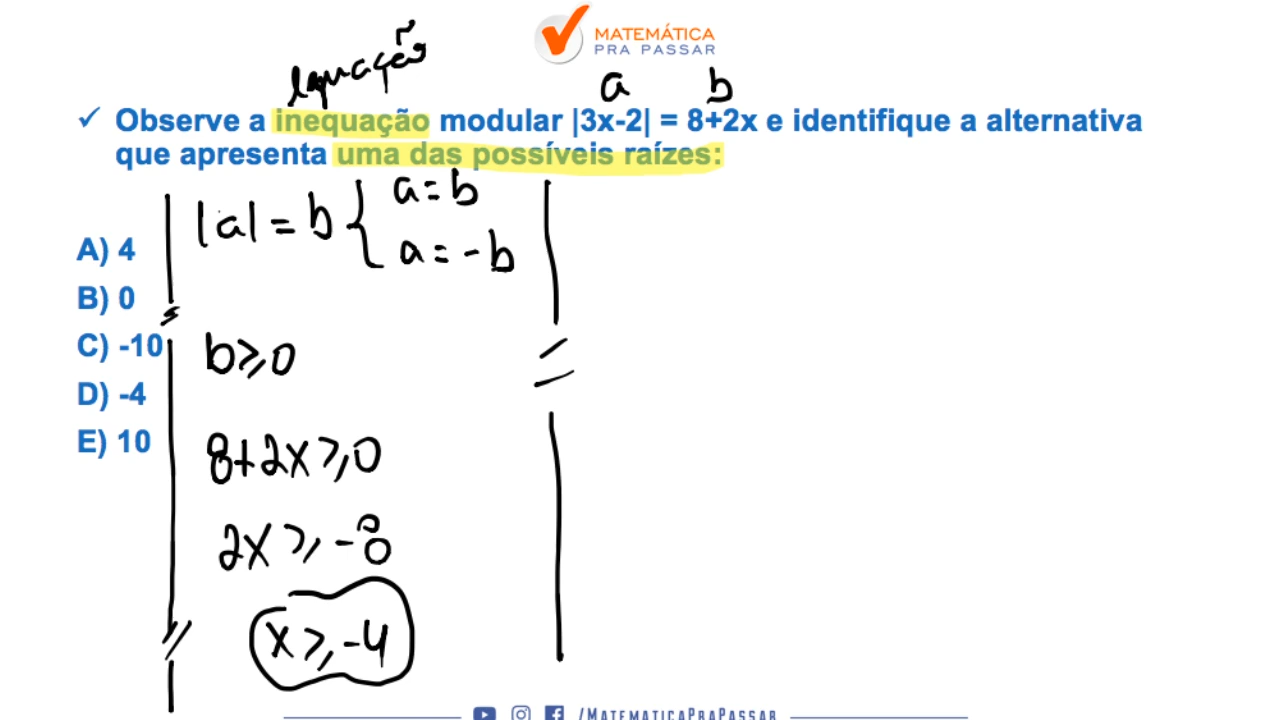 MATEMÁTICA
PRA PASSAR
Equação
a b
Observe a inequação modular |3x-2| = 8+2x e identifique a alternativa
que apresenta uma das possíveis raízes:
|a| = b { a = b
a = -b
A) 4
B) 0
C) -10
D) -4
E) 10
b ≥ 0
8+2x ≥ 0
2x ≥ -8
x ≥ -4
/MATEMATICAPRAPASSAR